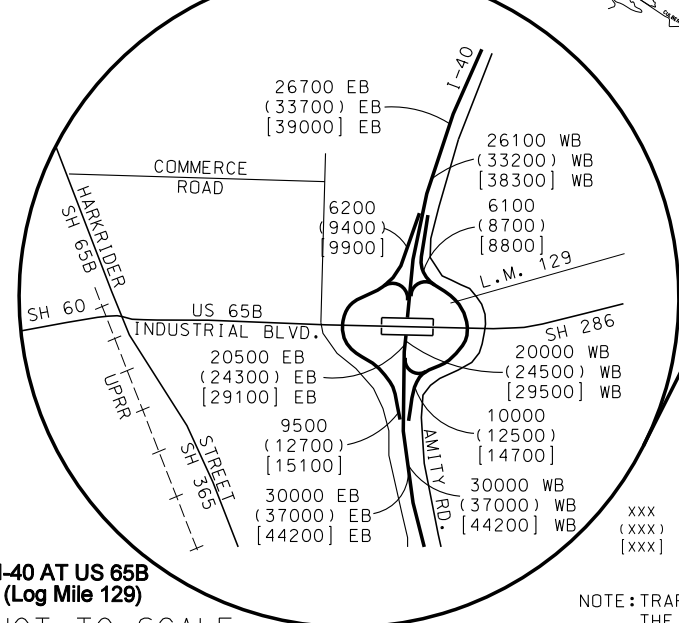 I-40
26700 EB
(33700) EB
[39000] EB
26100 WB
(33200) WB
[38300] WB
COMMERCE
ROAD
6200
(9400)
[9900]
6100
(8700)
[8800]
HARKRIDER
SH 65B
L.M. 129
SH 60
US 65B
INDUSTRIAL BLVD.
SH 286
20500 EB
(24300) EB
[29100] EB
20000 WB
(24500) WB
[29500] WB
UPRR
9500
(12700)
[15100]
10000
(12500)
[14700]
STREET
SH 365
AMITY RD.
30000 EB
(37000) EB
[44200] EB
30000 WB
(37000) WB
[44200] WB
XXX
(XXX)
[XXX]
I-40 AT US 65B
(Log Mile 129)
NOT TO SCALE
NOTE: TRAF
THE